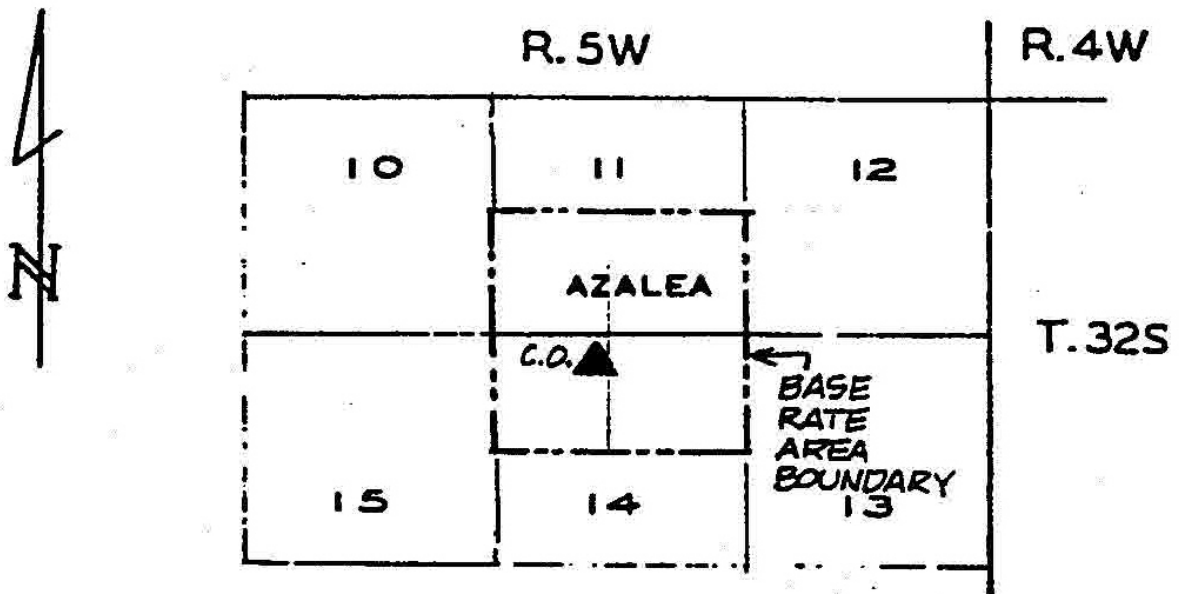 R. 5W R. 4W
10 11 12
N
AZALEA
T. 32S
C.O.
BASE
RATE
AREA
BOUNDARY
15 14 13